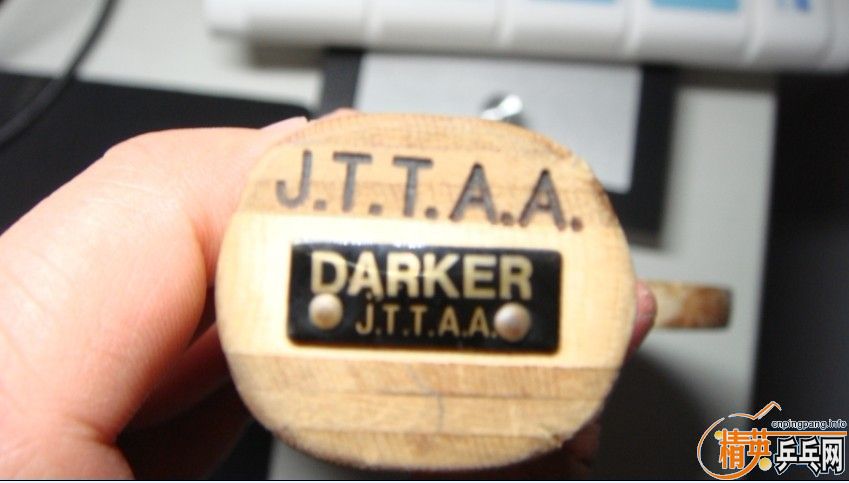 J.T.T.A.A.
DARKER
J.T.T.A.A.
cnpingpang.info
精英乒乓网